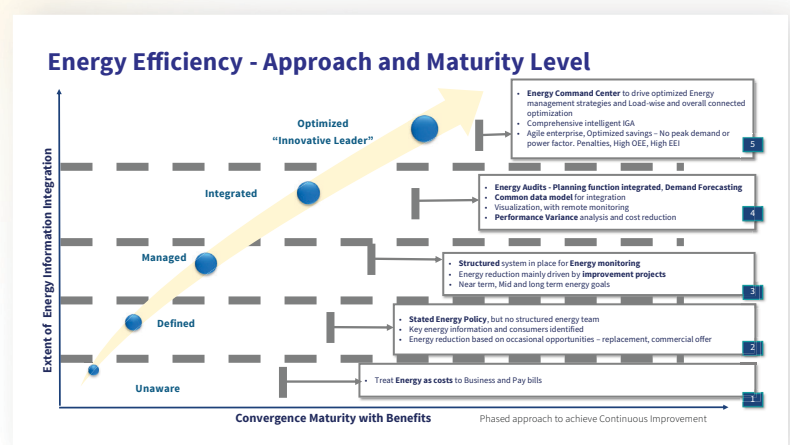 Energy Efficiency - Approach and Maturity Level
Extent of Energy Information Integration
Optimized
“Innovative Leader”
• Energy Command Center to drive optimized Energy
management strategies and Load-wise and overall connected
optimization
• Comprehensive intelligent IGA
• Agile enterprise, Optimized savings – No peak demand or
power factor. Penalties, High OEE, High EEI
5
Integrated
• Energy Audits - Planning function integrated, Demand Forecasting
• Common data model for integration
• Visualization, with remote monitoring
• Performance Variance analysis and cost reduction
4
Managed
• Structured system in place for Energy monitoring
• Energy reduction mainly driven by improvement projects
• Near term, Mid and long term energy goals
3
Defined
• Stated Energy Policy, but no structured energy team
• Key energy information and consumers identified
• Energy reduction based on occasional opportunities – replacement, commercial offer
2
Unaware
• Treat Energy as costs to Business and Pay bills
1
Convergence Maturity with Benefits
Phased approach to achieve Continuous Improvement